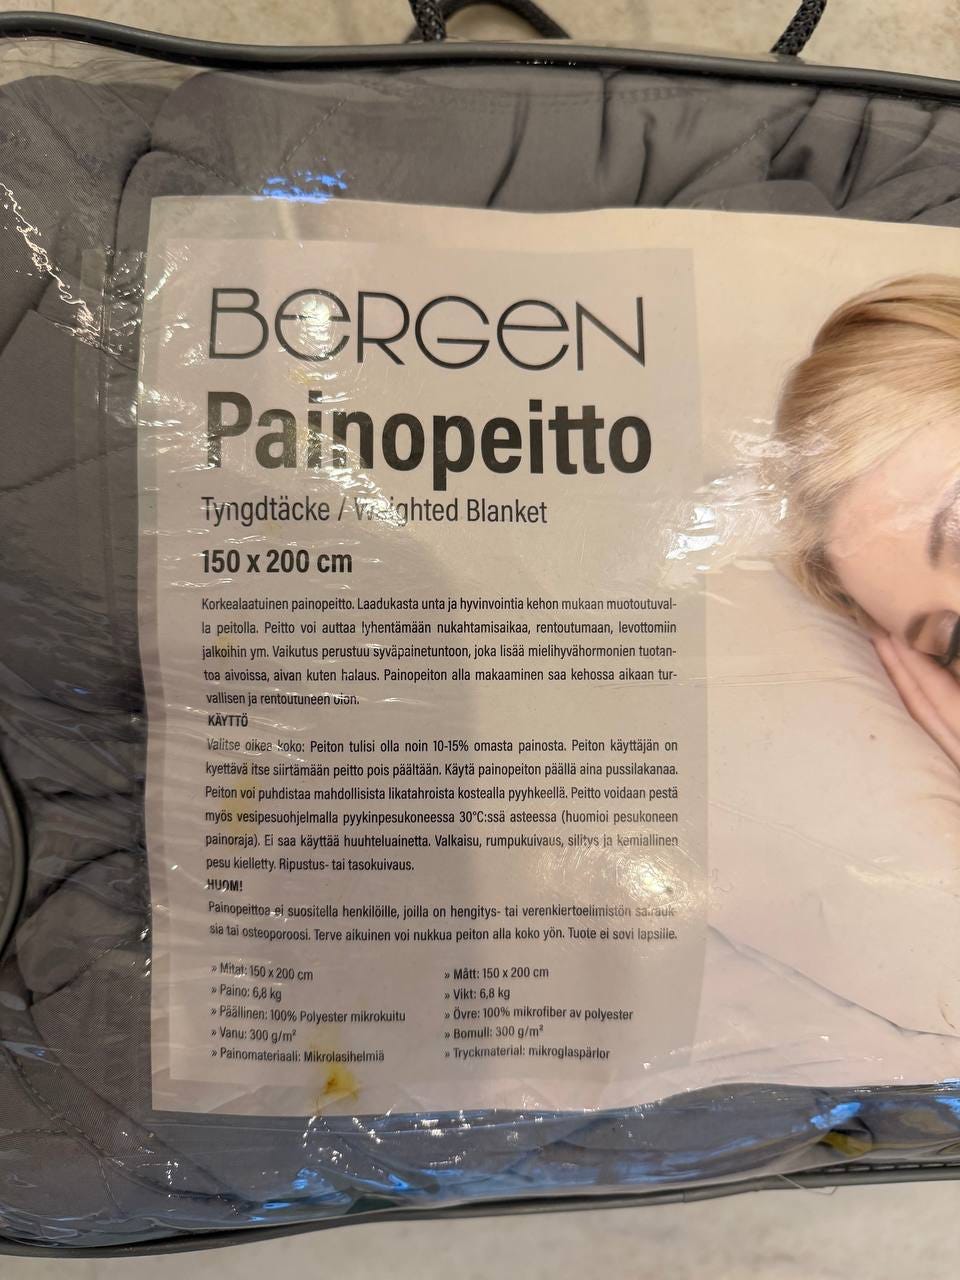 BERGEN
Painopeitto
Tyngdtäcke / Weighted Blanket
150 x 200 cm
Korkealaatuinen painopeitto. Laadukasta unta ja hyvinvointia kehon mukaan muotoutuval-
la peitolla. Peitto voi auttaa lyhentämään nukahtamisaikaa, rentoutumaan, levottomiin
jalkoihin ym. Vaikutus perustuu syväpainetuntoon, joka lisää mielihyvähormonien tuotan-
toa aivoissa, aivan kuten halaus. Painopeiton alla makaaminen saa kehossa aikaan tur-
vallisen ja rentoutuneen olon.
KÄYTTÖ
Valitse oikea koko: Peiton tulisi olla noin 10-15% omasta painosta. Peiton käyttäjän on
kyettävä itse siirtämään peitto pois päältään. Käytä painopeiton päällä aina pussilakanaa.
Peiton voi puhdistaa mahdollisista likatahroista kostealla pyyhkeellä. Peitto voidaan pestä
myös vesipesuohjelmalla pyykinpesukoneessa 30°C:ssä asteessa (huomioi pesukoneen
painoraja). Ei saa käyttää huuhteluainetta. Valkaisu, rumpukuivaus, silitys ja kemiallinen
pesu kielletty. Ripustus- tai tasokuivaus.
HUOM!
Painopeittoa ei suositella henkilöille, joilla on hengitys- tai verenkiertoelimistön sairauk-
sia tai osteoporoosi. Terve aikuinen voi nukkua peiton alla koko yön. Tuote ei sovi lapsille.
» Mitat: 150 x 200 cm
» Paino: 6,8 kg
» Päällinen: 100% Polyester mikrokuitu
» Vanu: 300 g/m²
» Painomateriaali: Mikrolasihelmiä
» Mått: 150 x 200 cm
» Vikt: 6,8 kg
» Övre: 100% mikrofiber av polyester
» Bomull: 300 g/m²
» Tryckmaterial: mikroglaspärlor